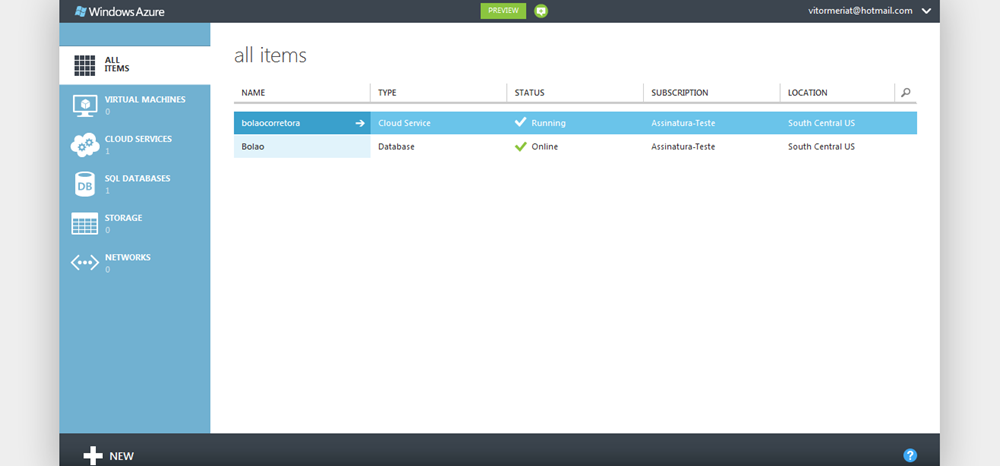 Windows Azure
PREVIEW
vitormeriat@hotmail.com
ALL
ITEMS
VIRTUAL MACHINES
0
CLOUD SERVICES
1
SQL DATABASES
1
DB
STORAGE
0
NETWORKS
0
all items
NAME TYPE STATUS SUBSCRIPTION LOCATION
bolaocorretora Cloud Service Running Assinatura-Teste South Central US
Bolao Database Online Assinatura-Teste South Central US
NEW
?